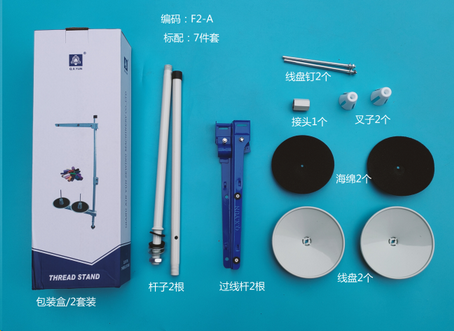 编码：F2-A
标配：7件套
线盘钉2个
接头1个
叉子2个
海绵2个
线盘2个
THREAD STAND
包装盒/2套装
杆子2根
过线杆2根